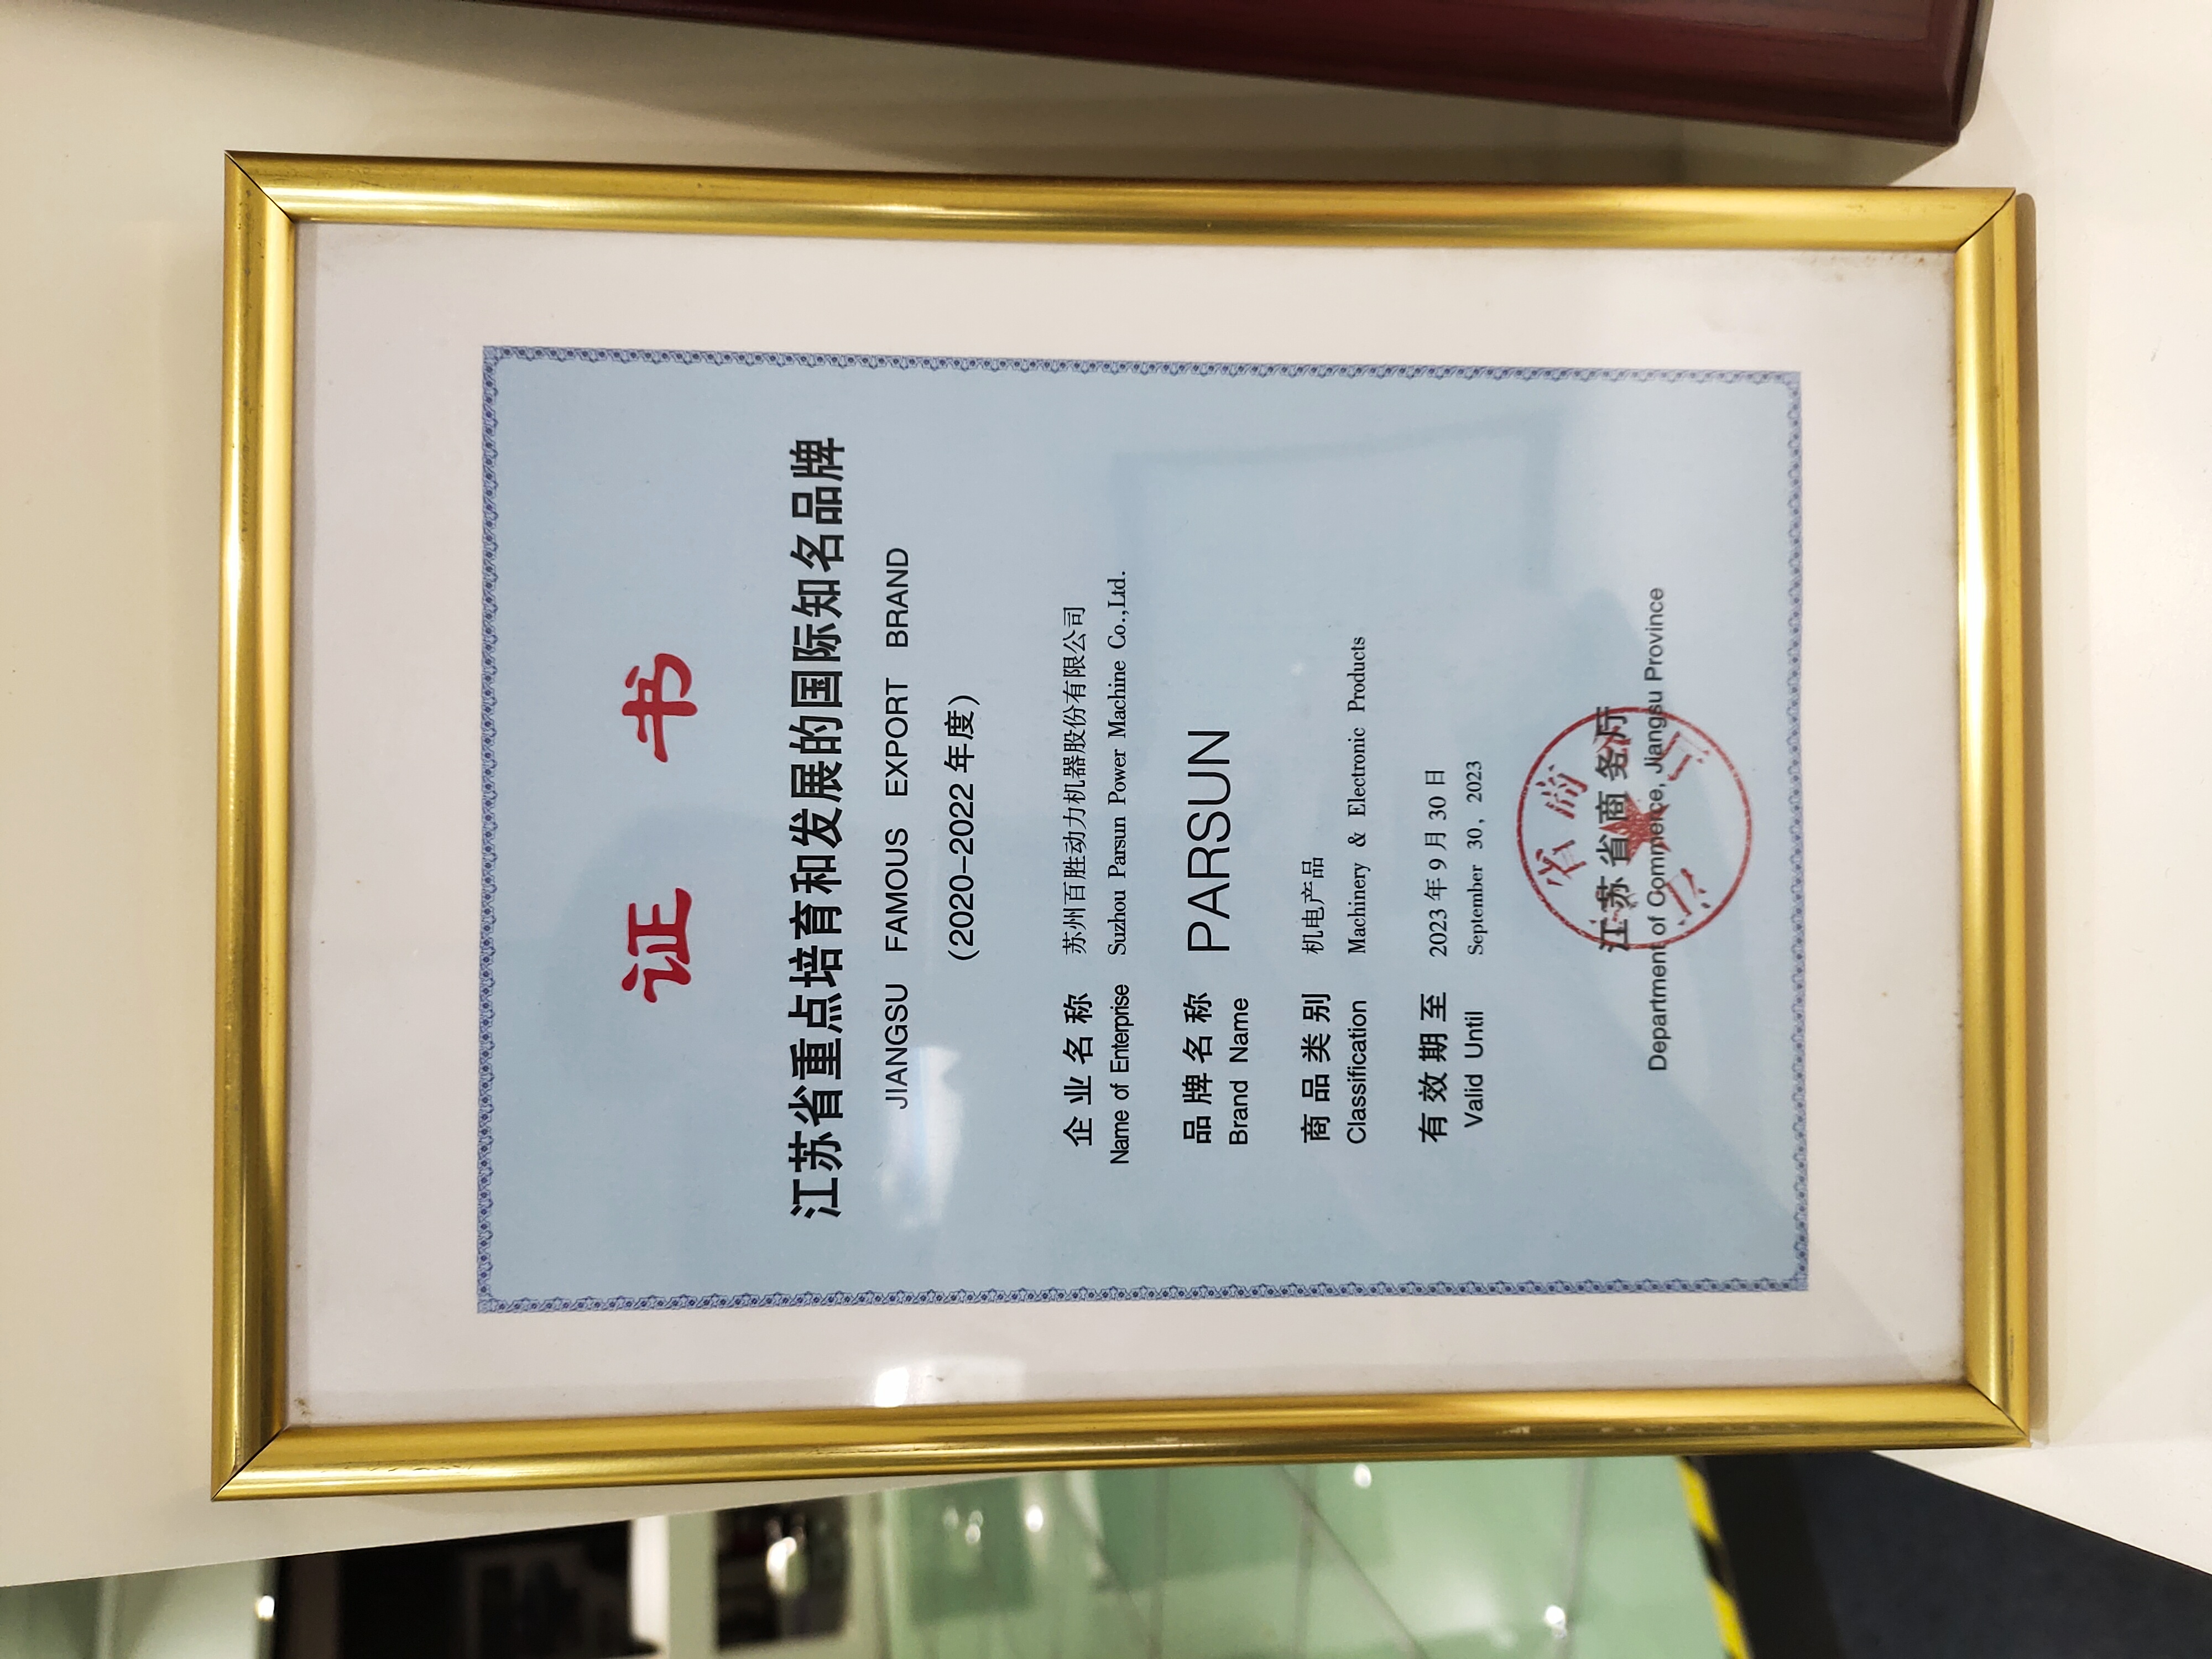 证 书
江苏省重点培育和发展的国际知名品牌
JIANGSU FAMOUS EXPORT BRAND
(2020–2022 年度)
企业名称 苏州百胜动力机器股份有限公司
Name of Enterprise Suzhou Parsun Power Machine Co.,Ltd.
品牌名称 PARSUN
Brand Name
商品类别 机电产品
Classification Machinery & Electronic Products
有效期至 2023 年 9 月 30 日
Valid Until September 30, 2023
江苏省商务厅
Department of Commerce, Jiangsu Province